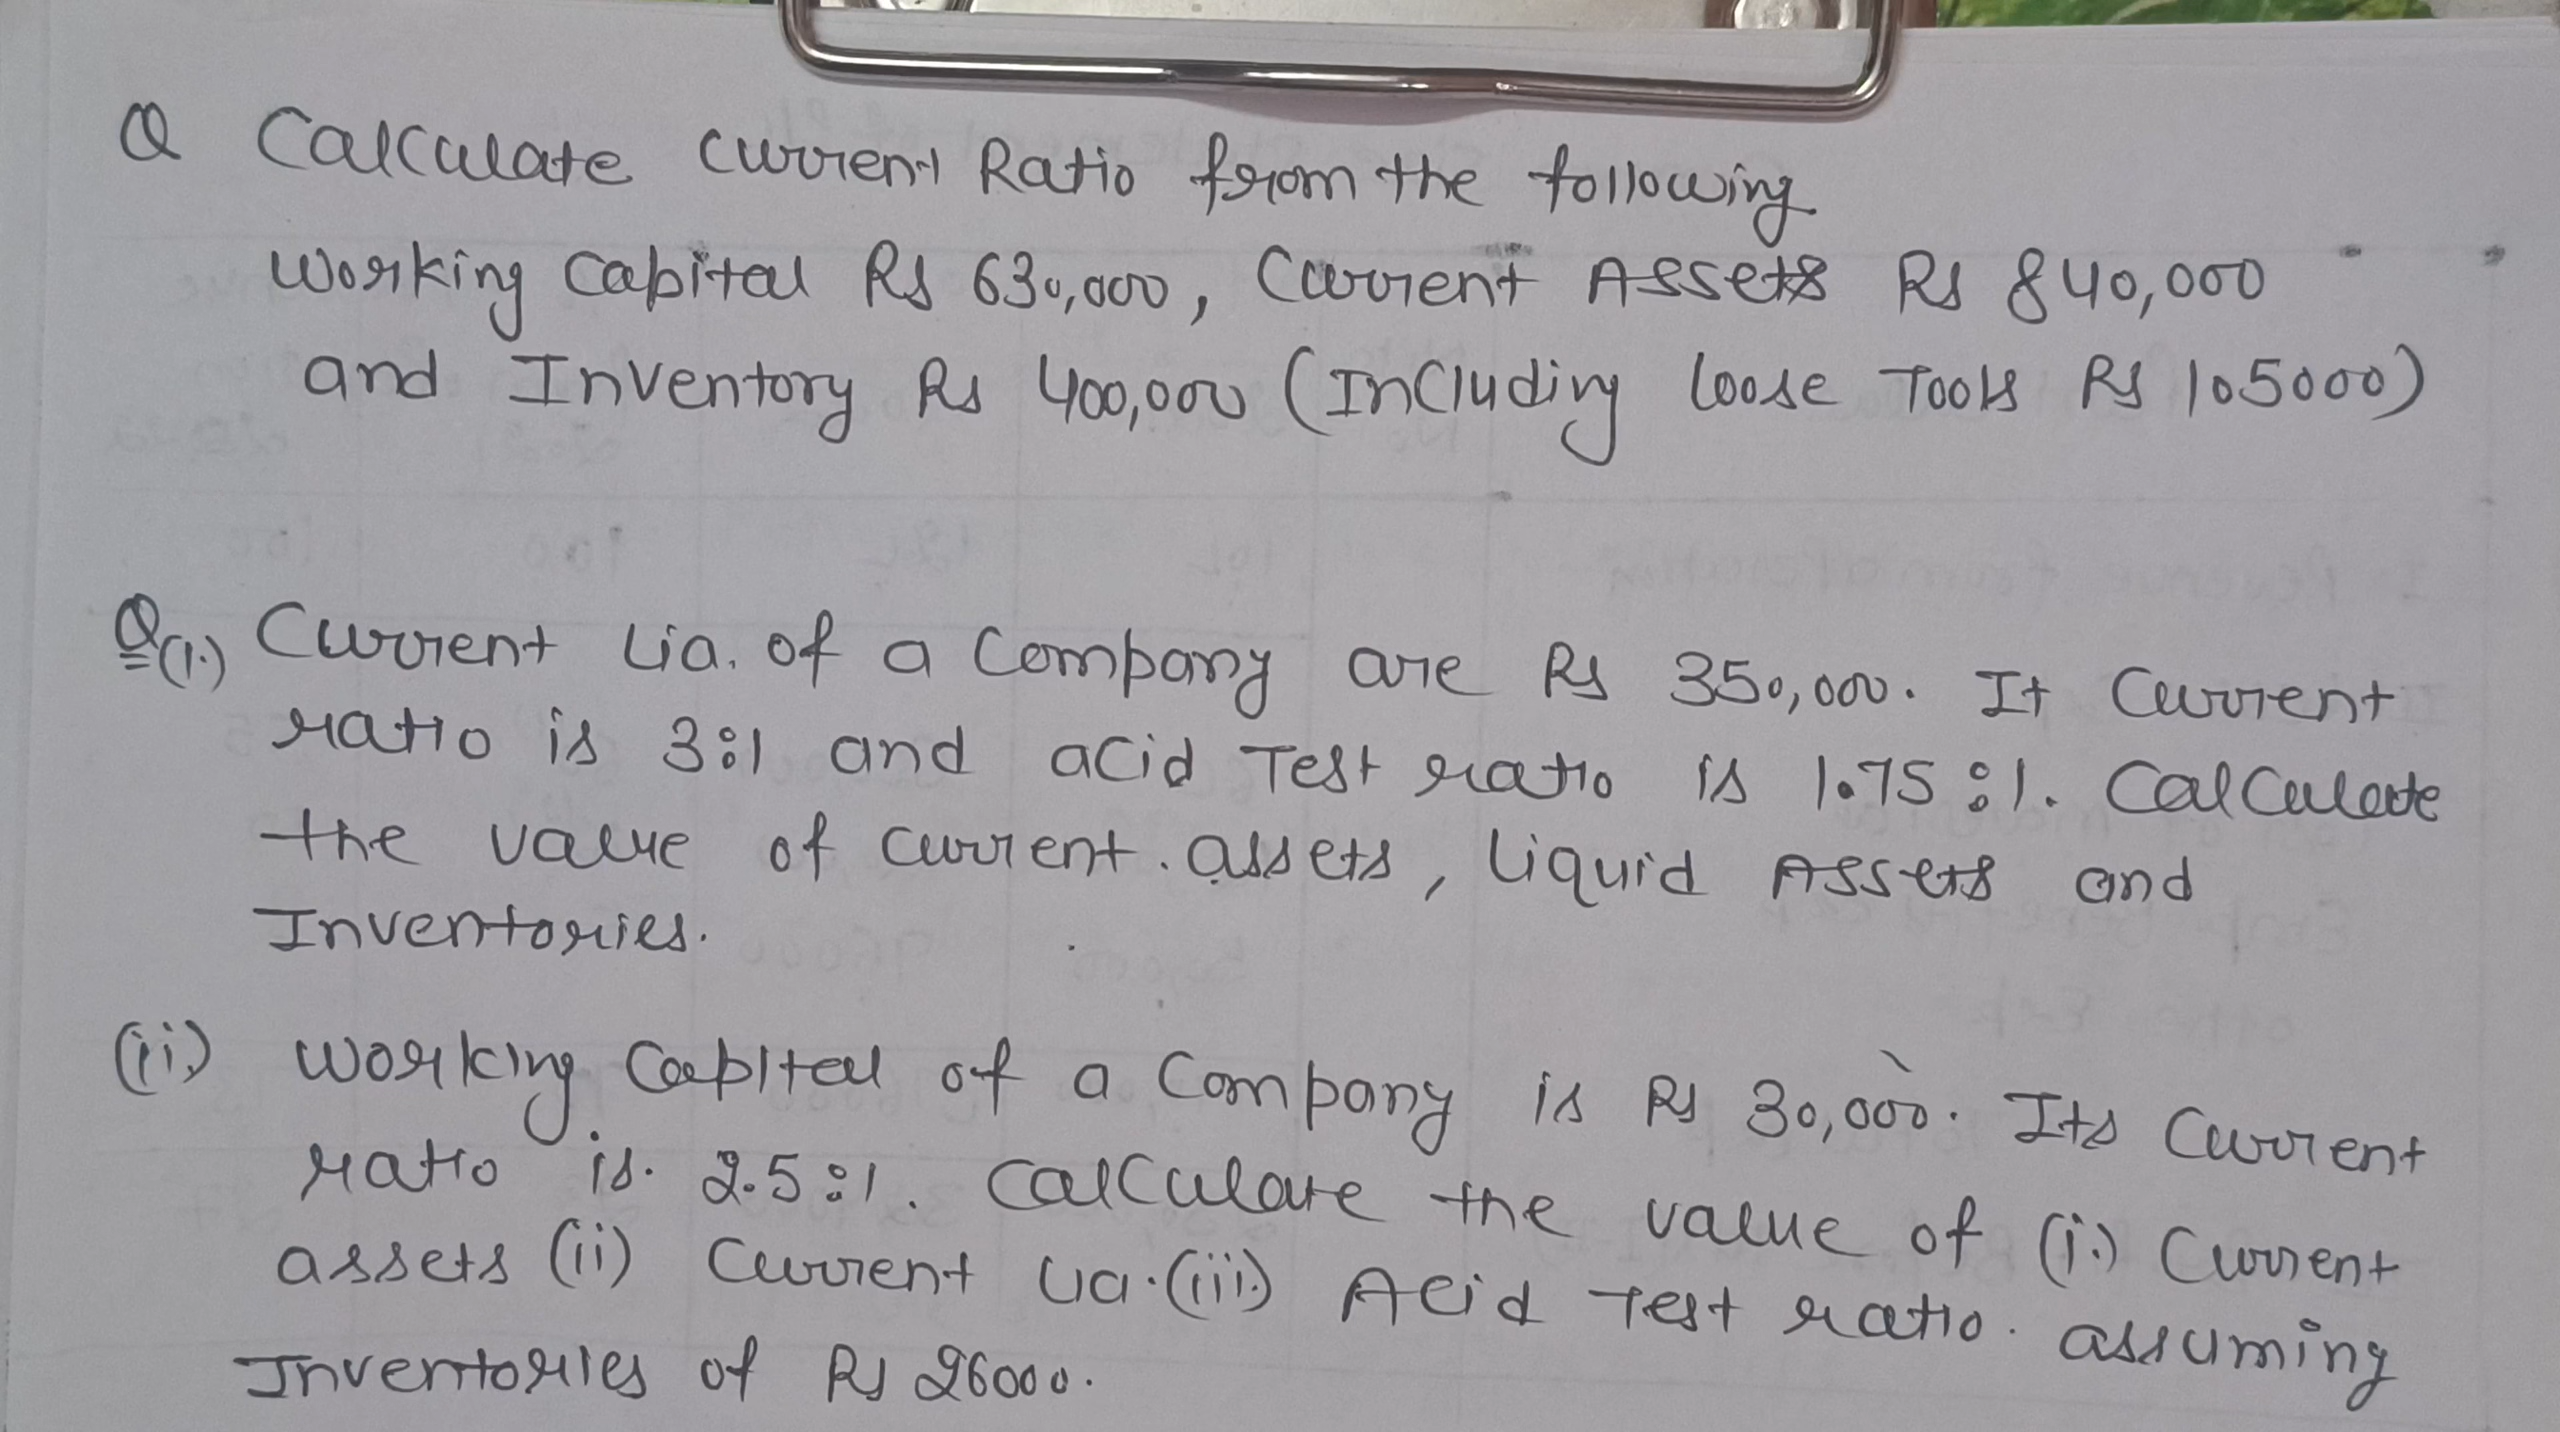 Q Calculate Current Ratio from the following
Working Capital Rs 630,000, Current Assets Rs 840,000
and Inventory Rs 400,000 (Including loose Tools Rs 105000)
Q(i.) Current Lia. of a Company are Rs 350,000. It Current
ratio is 3:1 and acid Test ratio is 1.75:1. Calculate
the value of current. assets, liquid Assets and
Inventories.
(ii) Working Capital of a Company is Rs 30,000. Its Current
ratio is. 2.5:1. Calculate the value of (i.) Current
assets (ii) Current Lia. (iii) Acid Test ratio. assuming
Inventories of Rs 26000.